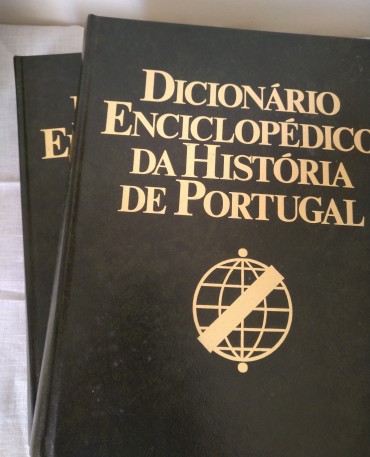 DICIONÁRIO
ENCICLOPÉDICO
DA HISTÓRIA
DE PORTUGAL